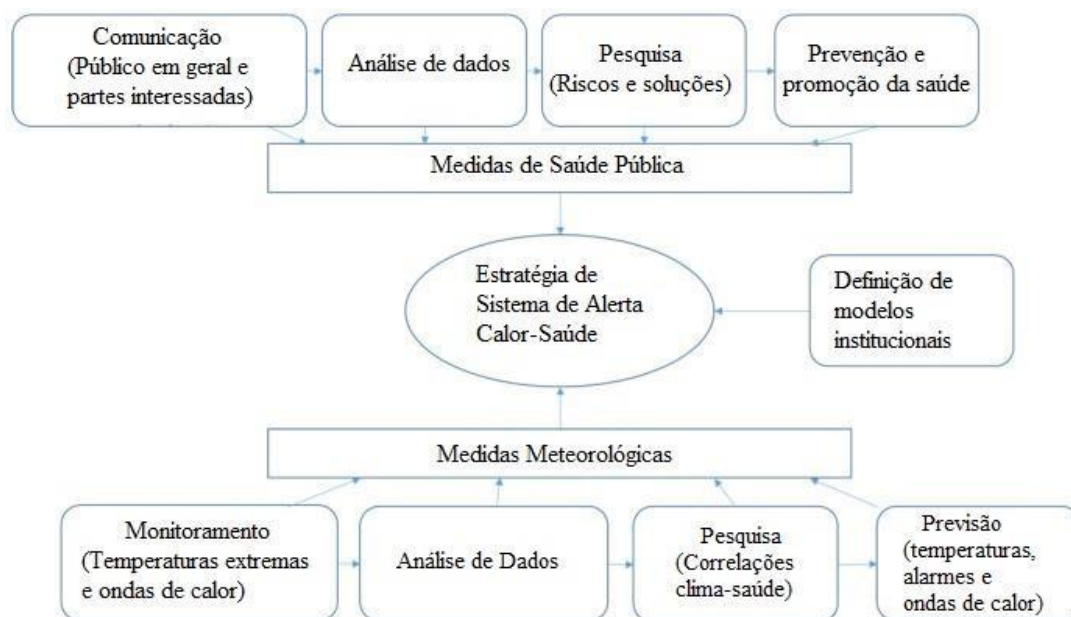 Comunicação
(Público em geral e
partes interessadas)
Análise de dados
Pesquisa
(Riscos e soluções)
Prevenção e
promoção da saúde
Medidas de Saúde Pública
Estratégia de
Sistema de Alerta
Calor-Saúde
Definição de
modelos
institucionais
Medidas Meteorológicas
Monitoramento
(Temperaturas extremas
e ondas de calor)
Análise de Dados
Pesquisa
(Correlações
clima-saúde)
Previsão
(temperaturas,
alarmes e
ondas de calor)